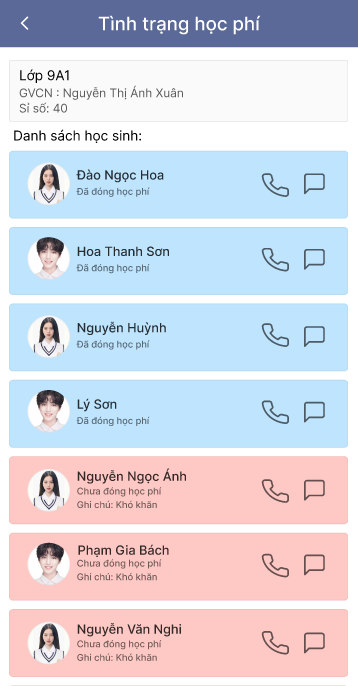 Tình trạng học phí
Lớp 9A1
GVCN : Nguyễn Thị Ánh Xuân
Sỉ số: 40
Danh sách học sinh:
Đào Ngọc Hoa
Đã đóng học phí
Hoa Thanh Sơn
Đã đóng học phí
Nguyễn Huỳnh
Đã đóng học phí
Lý Sơn
Đã đóng học phí
Nguyễn Ngọc Ánh
Chưa đóng học phí
Ghi chú: Khó khăn
Phạm Gia Bách
Chưa đóng học phí
Ghi chú: Khó khăn
Nguyễn Văn Nghi
Chưa đóng học phí
Ghi chú: Khó khăn